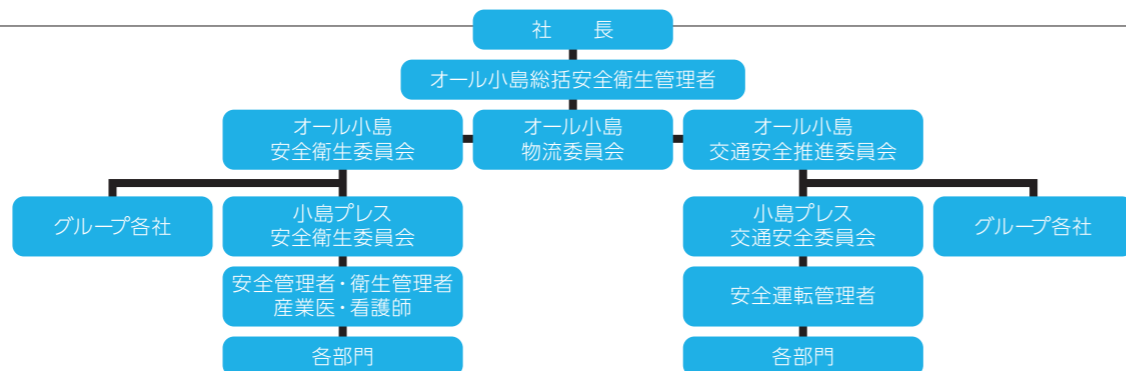 社　　長
オール小島総括安全衛生管理者
オール小島
安全衛生委員会
オール小島
物流委員会
オール小島
交通安全推進委員会
グループ各社
小島プレス
安全衛生委員会
小島プレス
交通安全委員会
グループ各社
安全管理者・衛生管理者
産業医・看護師
安全運転管理者
各部門
各部門